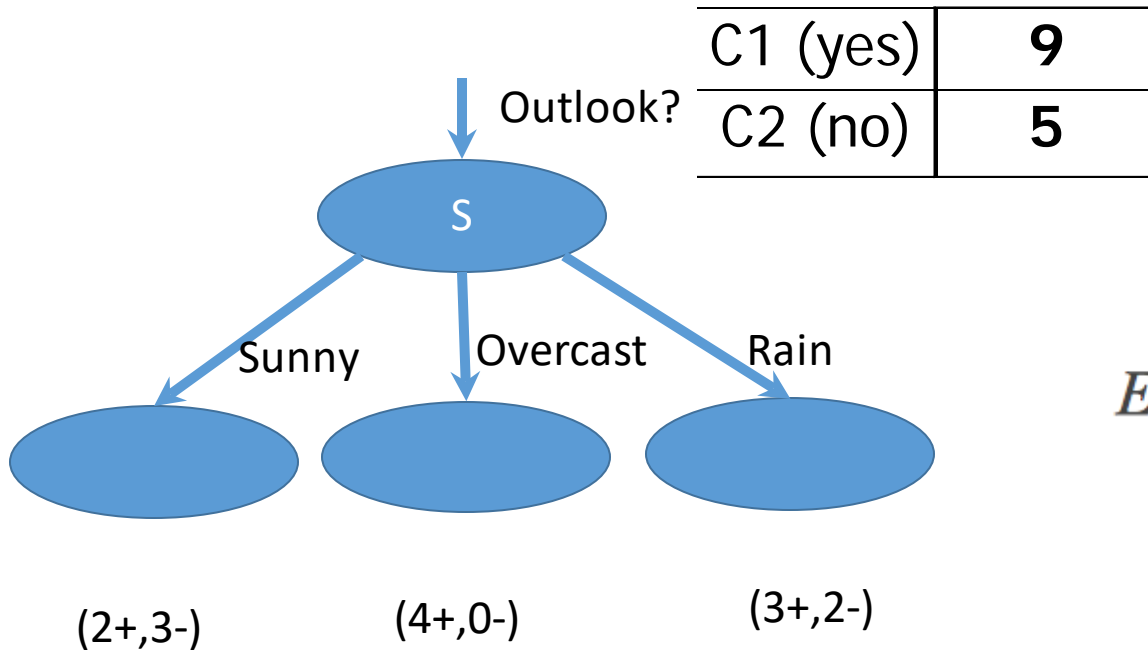 C1 (yes) 9
C2 (no) 5
Outlook?
S
Sunny
Overcast
Rain
E
(2+,3-)
(4+,0-)
(3+,2-)